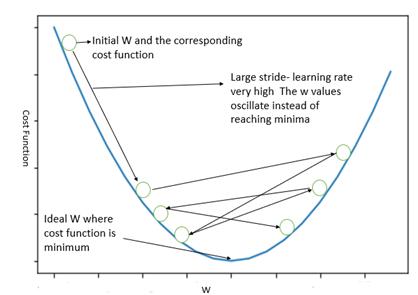 Initial W and the corresponding
cost function
Large stride- learning rate
very high  The w values
oscillate instead of
reaching minima
Cost Function
Ideal W where
cost function is
minimum
W